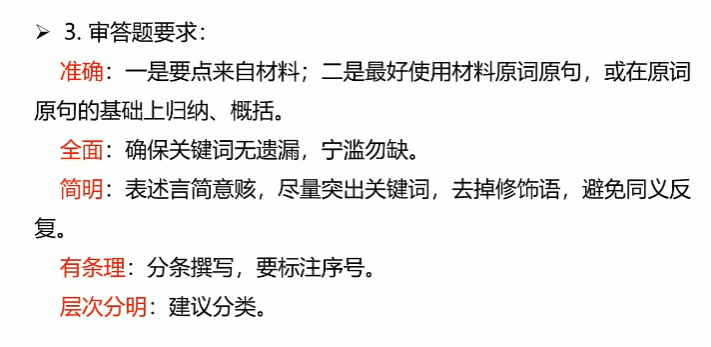 ➢ 3. 审答题要求：
准确：一是要点来自材料；二是最好使用材料原词原句，或在原词
原句的基础上归纳、概括。
全面：确保关键词无遗漏，宁滥勿缺。
简明：表述言简意赅，尽量突出关键词，去掉修饰语，避免同义反
复。
有条理：分条撰写，要标注序号。
层次分明：建议分类。